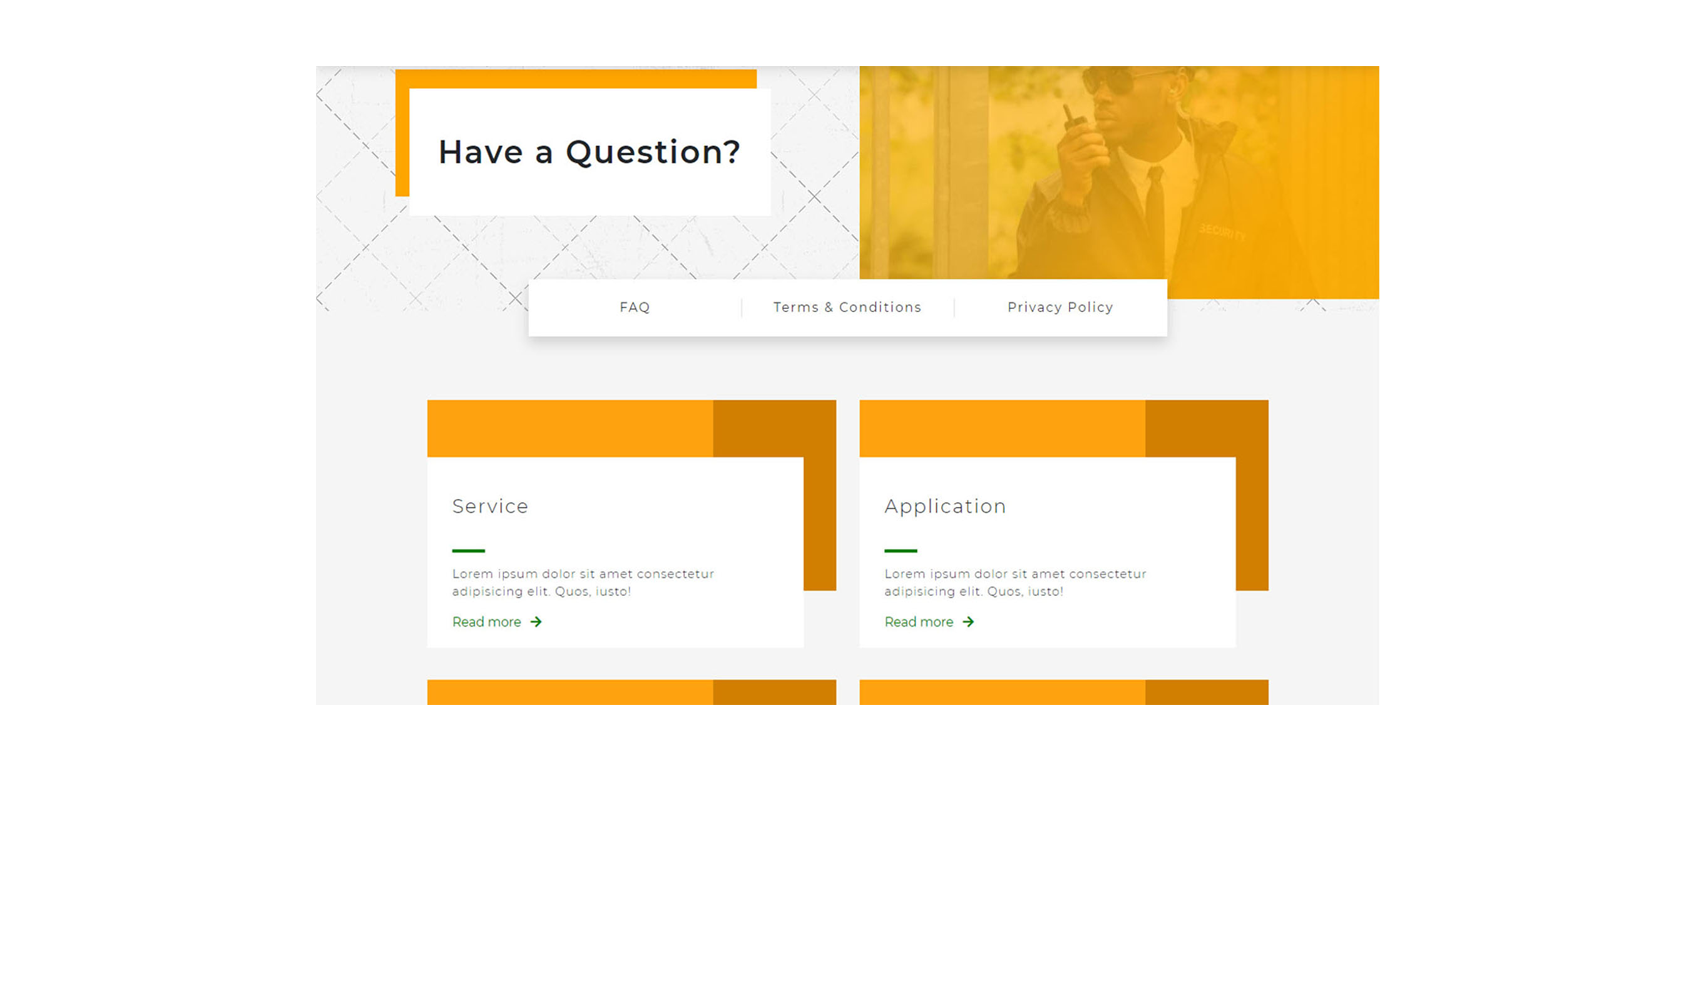 Have a Question?
SECURITY
FAQ
Terms & Conditions
Privacy Policy
Service
Lorem ipsum dolor sit amet consectetur
adipisicing elit. Quos, iusto!
Read more
Application
Lorem ipsum dolor sit amet consectetur
adipisicing elit. Quos, iusto!
Read more